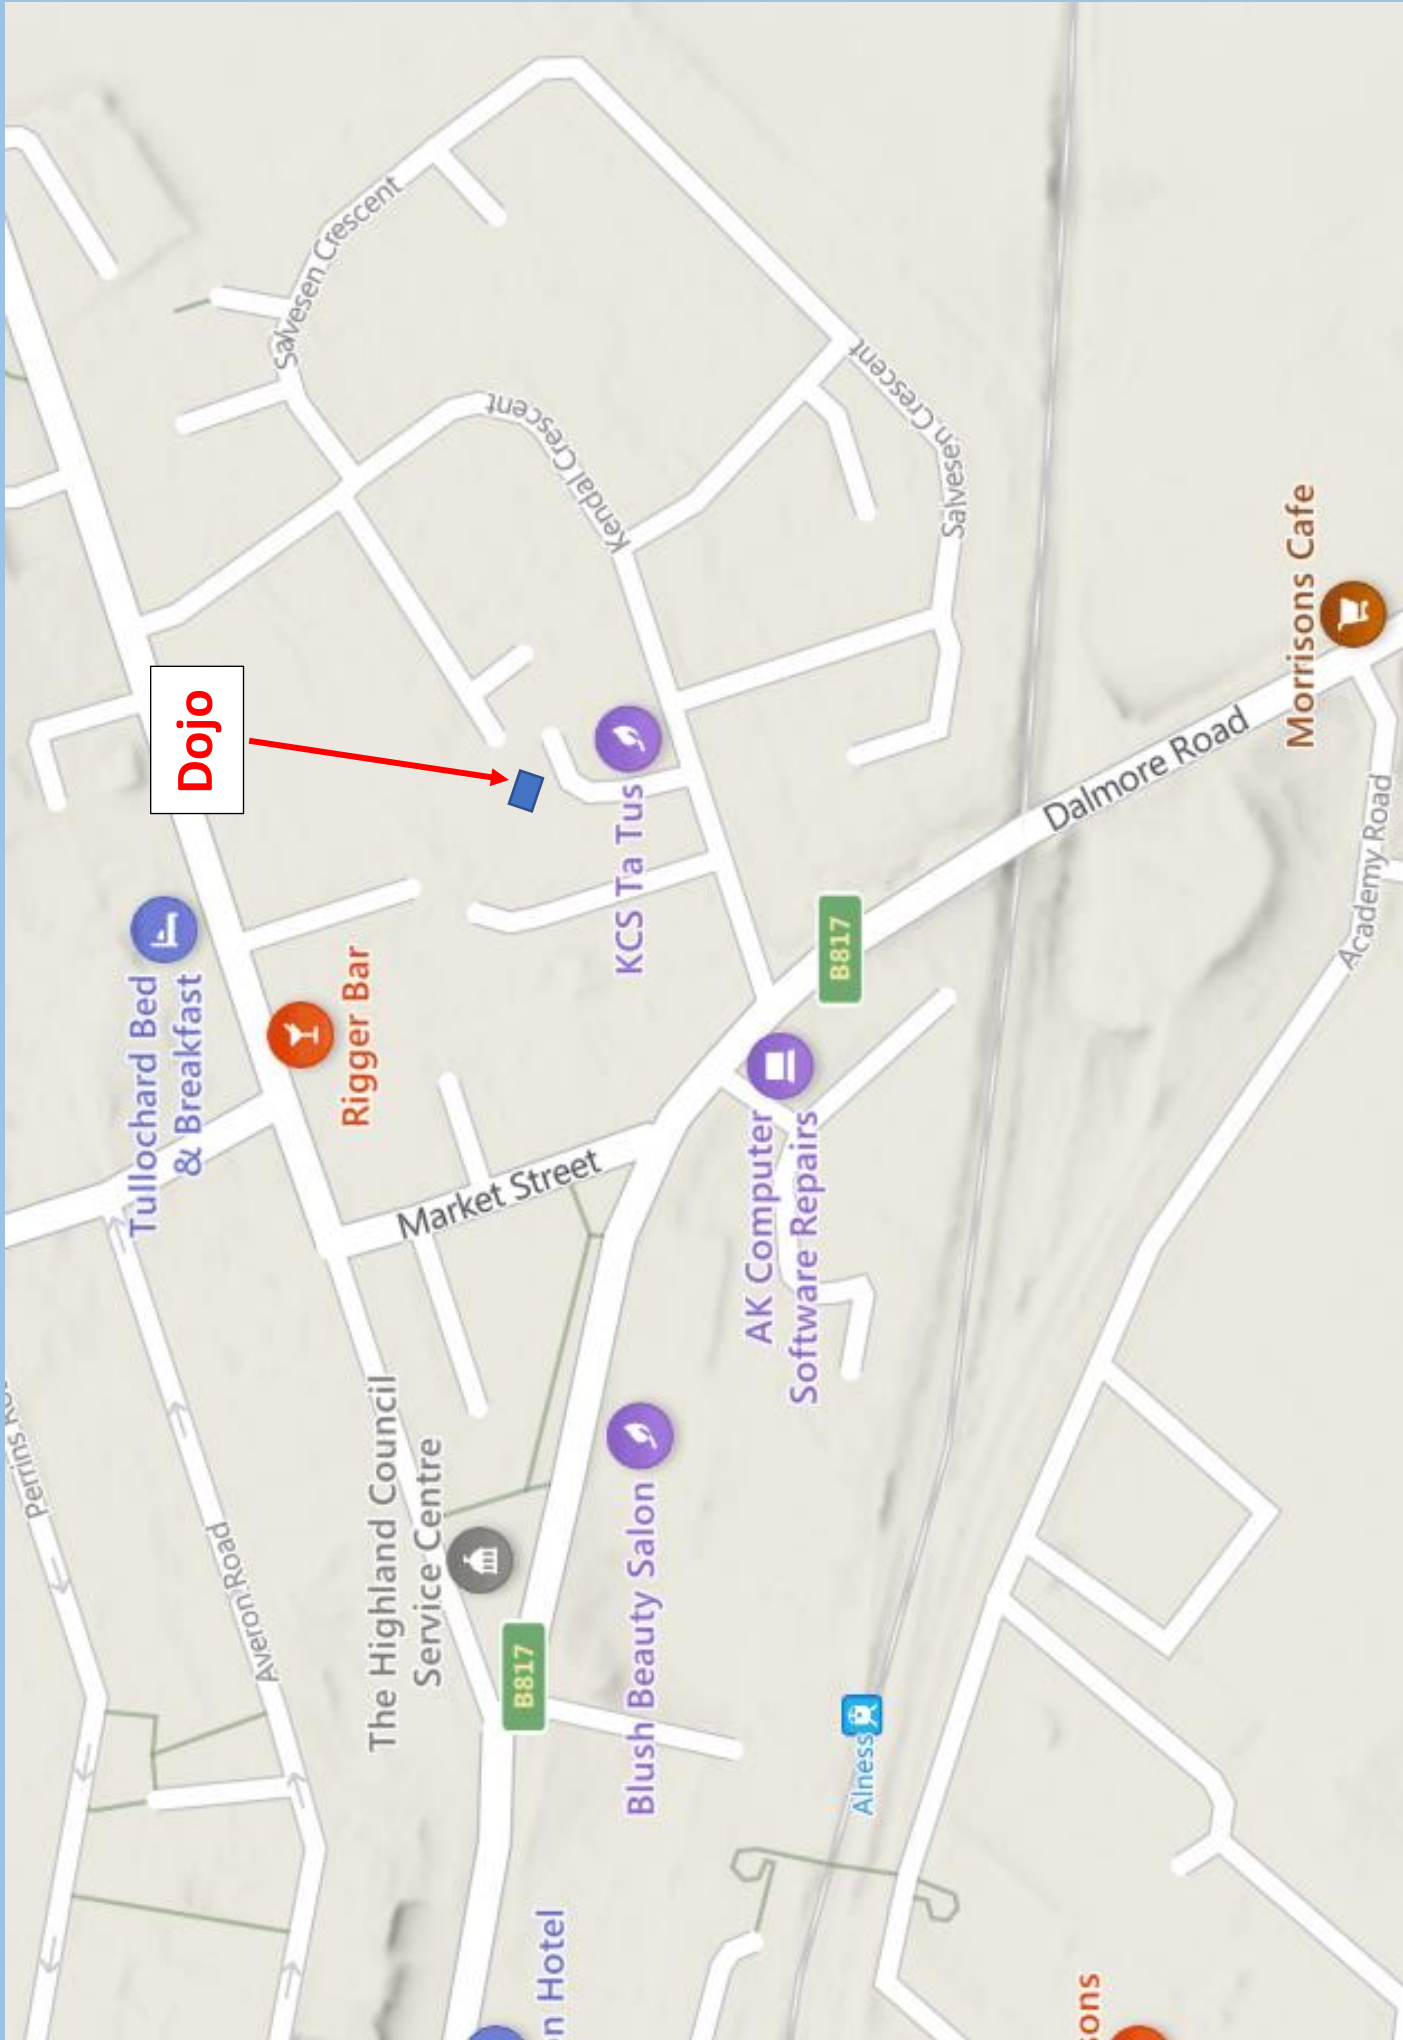 Perrins
Averon Road
Tullochard Bed
& Breakfast
Dojo
Salvesen Crescent
Rigger Bar
The Highland Council
Service Centre
Market Street
B817
n Hotel
Kendal Crescent
KCS Ta Tus
Blush Beauty Salon
AK Computer
Software Repairs
B817
Salvesen Crescent
Alness
Dalmore Road
Morrisons Cafe
Academy Road
sons